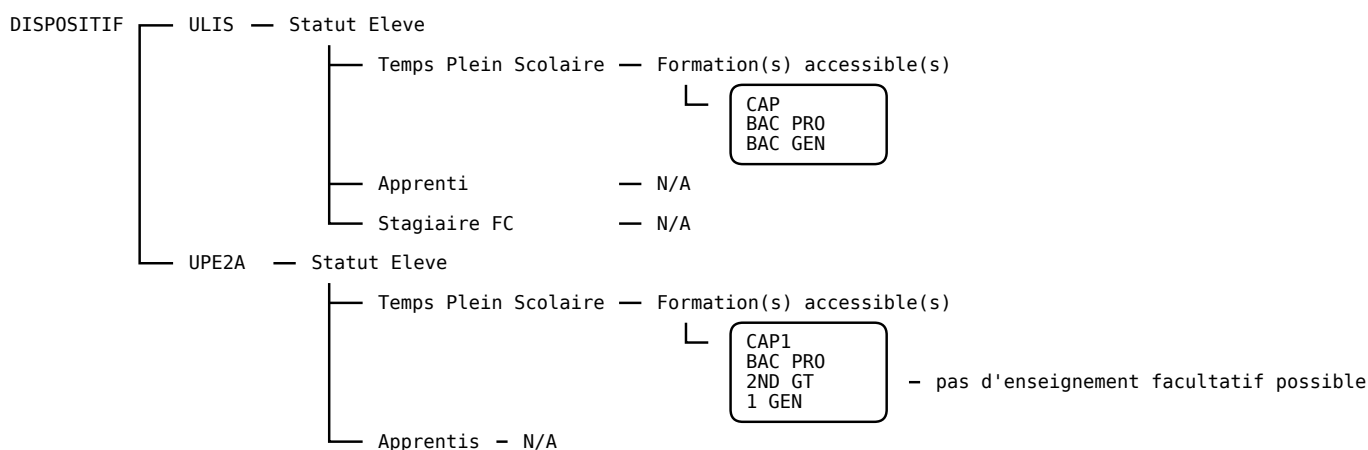 DISPOSITIF ULIS Statut Eleve
Temps Plein Scolaire Formation(s) accessible(s)
CAP
BAC PRO
BAC GEN
Apprenti N/A
Stagiaire FC N/A
UPE2A Statut Eleve
Temps Plein Scolaire Formation(s) accessible(s)
CAP1
BAC PRO
2ND GT - pas d'enseignement facultatif possible
1 GEN
Apprentis - N/A